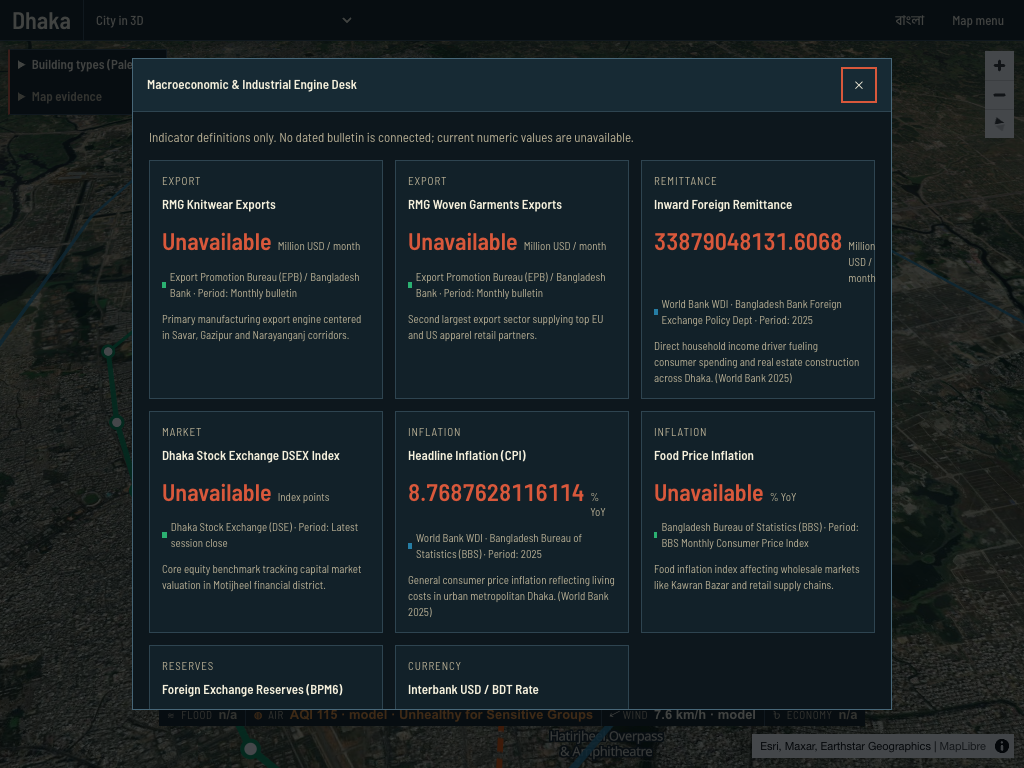 Dhaka
City in 3D
বাংলা
Map menu
Building types (Pale
Map evidence
Macroeconomic & Industrial Engine Desk
Indicator definitions only. No dated bulletin is connected; current numeric values are unavailable.
EXPORT
RMG Knitwear Exports
Unavailable Million USD / month
Export Promotion Bureau (EPB) / Bangladesh
Bank · Period: Monthly bulletin
Primary manufacturing export engine centered
in Savar, Gazipur and Narayanganj corridors.
EXPORT
RMG Woven Garments Exports
Unavailable Million USD / month
Export Promotion Bureau (EPB) / Bangladesh
Bank · Period: Monthly bulletin
Second largest export sector supplying top EU
and US apparel retail partners.
REMITTANCE
Inward Foreign Remittance
33879048131.6068 Million
USD /
month
World Bank WDI · Bangladesh Bank Foreign
Exchange Policy Dept · Period: 2025
Direct household income driver fueling
consumer spending and real estate construction
across Dhaka. (World Bank 2025)
MARKET
Dhaka Stock Exchange DSEX Index
Unavailable Index points
Dhaka Stock Exchange (DSE) · Period: Latest
session close
Core equity benchmark tracking capital market
valuation in Motijheel financial district.
INFLATION
Headline Inflation (CPI)
8.7687628116114 %
YoY
World Bank WDI · Bangladesh Bureau of
Statistics (BBS) · Period: 2025
General consumer price inflation reflecting living
costs in urban metropolitan Dhaka. (World Bank
2025)
INFLATION
Food Price Inflation
Unavailable % YoY
Bangladesh Bureau of Statistics (BBS) · Period:
BBS Monthly Consumer Price Index
Food inflation index affecting wholesale markets
like Kawran Bazar and retail supply chains.
RESERVES
Foreign Exchange Reserves (BPM6)
CURRENCY
Interbank USD / BDT Rate
FLOOD n/a
AIR AQI 115 · model · Unhealthy for Sensitive Groups
WIND 7.6 km/h · model
৳ ECONOMY n/a
Hatirjheel Overpass
& Amphitheatre
Esri, Maxar, Earthstar Geographics | MapLibre